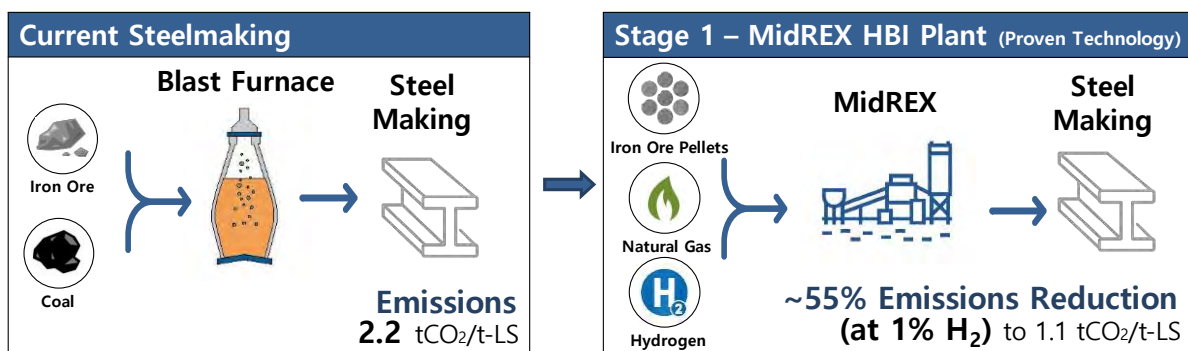 Current Steelmaking
Blast Furnace
Steel
Making
Iron Ore
Coal
Emissions
2.2 tCO₂/t-LS
Stage 1 – MidREX HBI Plant (Proven Technology)
MidREX
Steel
Making
Iron Ore Pellets
Natural Gas
H₂
Hydrogen
~55% Emissions Reduction
(at 1% H₂) to 1.1 tCO₂/t-LS